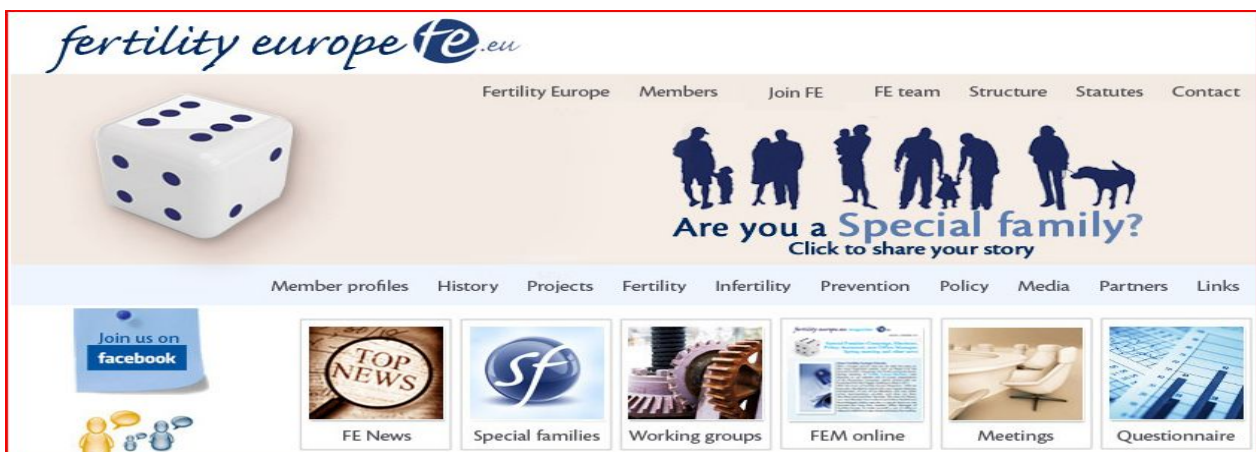 fertility europe fe.eu
Fertility Europe Members Join FE FE team Structure Statutes Contact
Are you a Special family?
Click to share your story
Member profiles History Projects Fertility Infertility Prevention Policy Media Partners Links
Join us on
facebook
TOP
NEWS
sf
FE News Special families Working groups FEM online Meetings Questionnaire